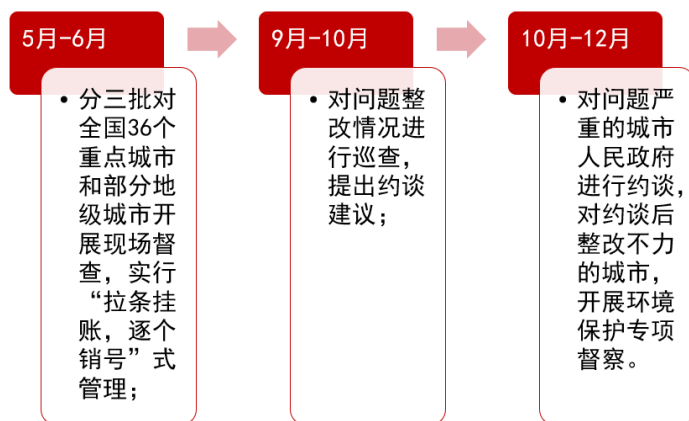 5月-6月
• 分三批对
全国36个
重点城市
和部分地
级城市开
展现场督
查，实行
“拉条挂
账，逐个
销号”式
管理；
9月-10月
• 对问题整
改情况进
行巡查，
提出约谈
建议；
10月-12月
• 对问题严
重的城市
人民政府
进行约谈，
对约谈后
整改不力
的城市，
开展环境
保护专项
督察。